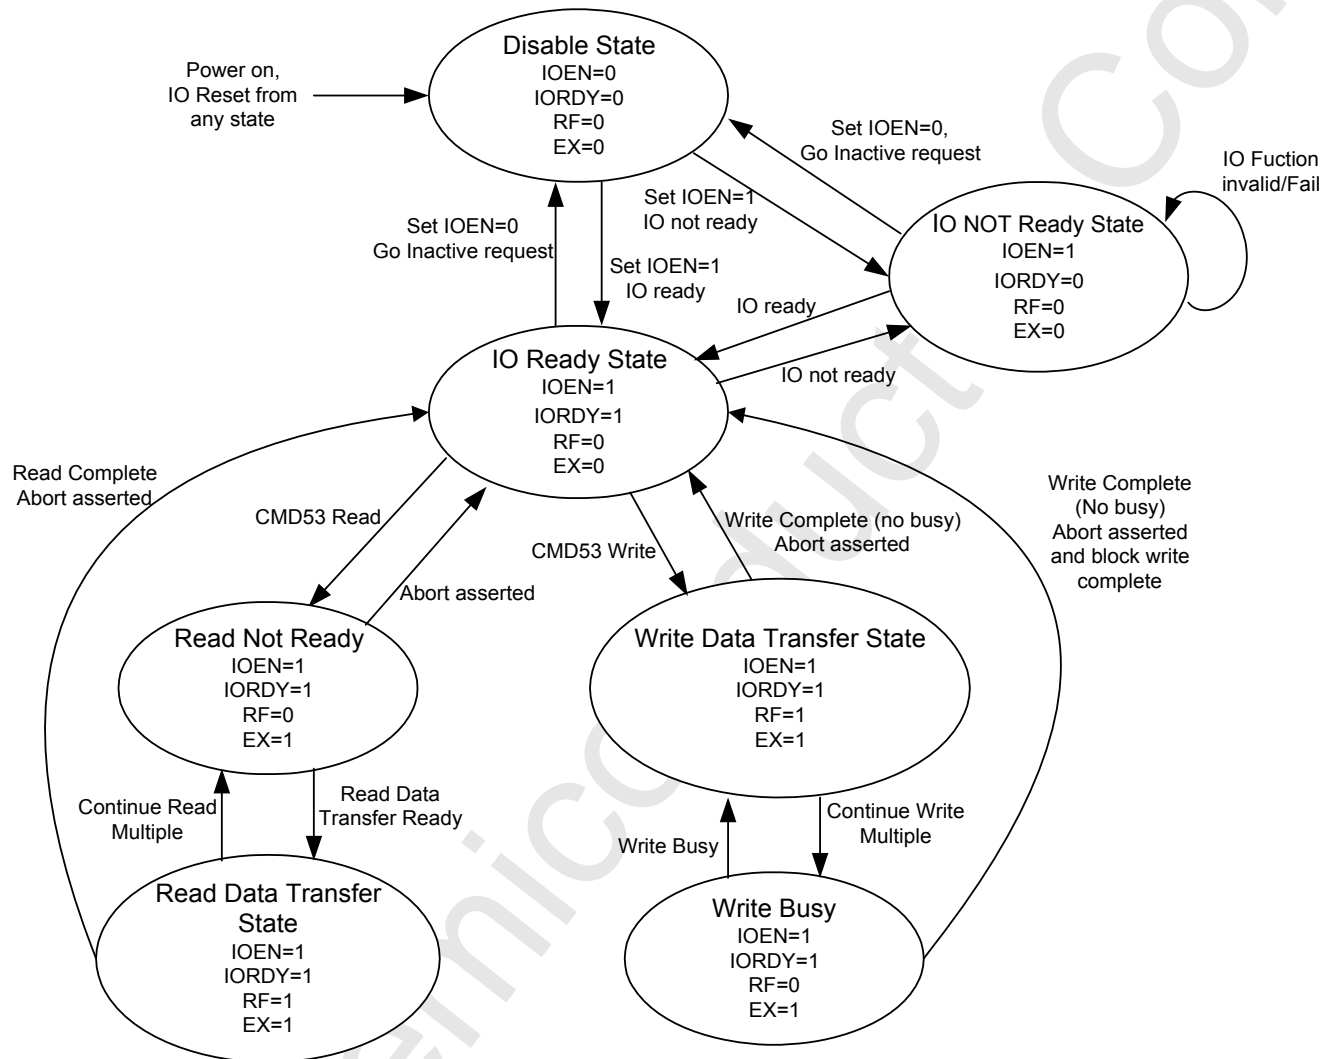 Disable State
IOEN=0
IORDY=0
RF=0
EX=0
Power on,
IO Reset from
any state
Set IOEN=0,
Go Inactive request
IO Fuction
invalid/Fail
Set IOEN=1
IO not ready
Set IOEN=0
Go Inactive request
Set IOEN=1
IO ready
IO NOT Ready State
IOEN=1
IORDY=0
RF=0
EX=0
IO ready
IO not ready
IO Ready State
IOEN=1
IORDY=1
RF=0
EX=0
Read Complete
Abort asserted
CMD53 Read
Abort asserted
CMD53 Write
Write Complete (no busy)
Abort asserted
Write Complete
(No busy)
Abort asserted
and block write
complete
Read Not Ready
IOEN=1
IORDY=1
RF=0
EX=1
Write Data Transfer State
IOEN=1
IORDY=1
RF=1
EX=1
Continue Read
Multiple
Read Data
Transfer Ready
Write Busy
Continue Write
Multiple
Read Data Transfer
State
IOEN=1
IORDY=1
RF=1
EX=1
Write Busy
IOEN=1
IORDY=1
RF=0
EX=1
emicoduct Co